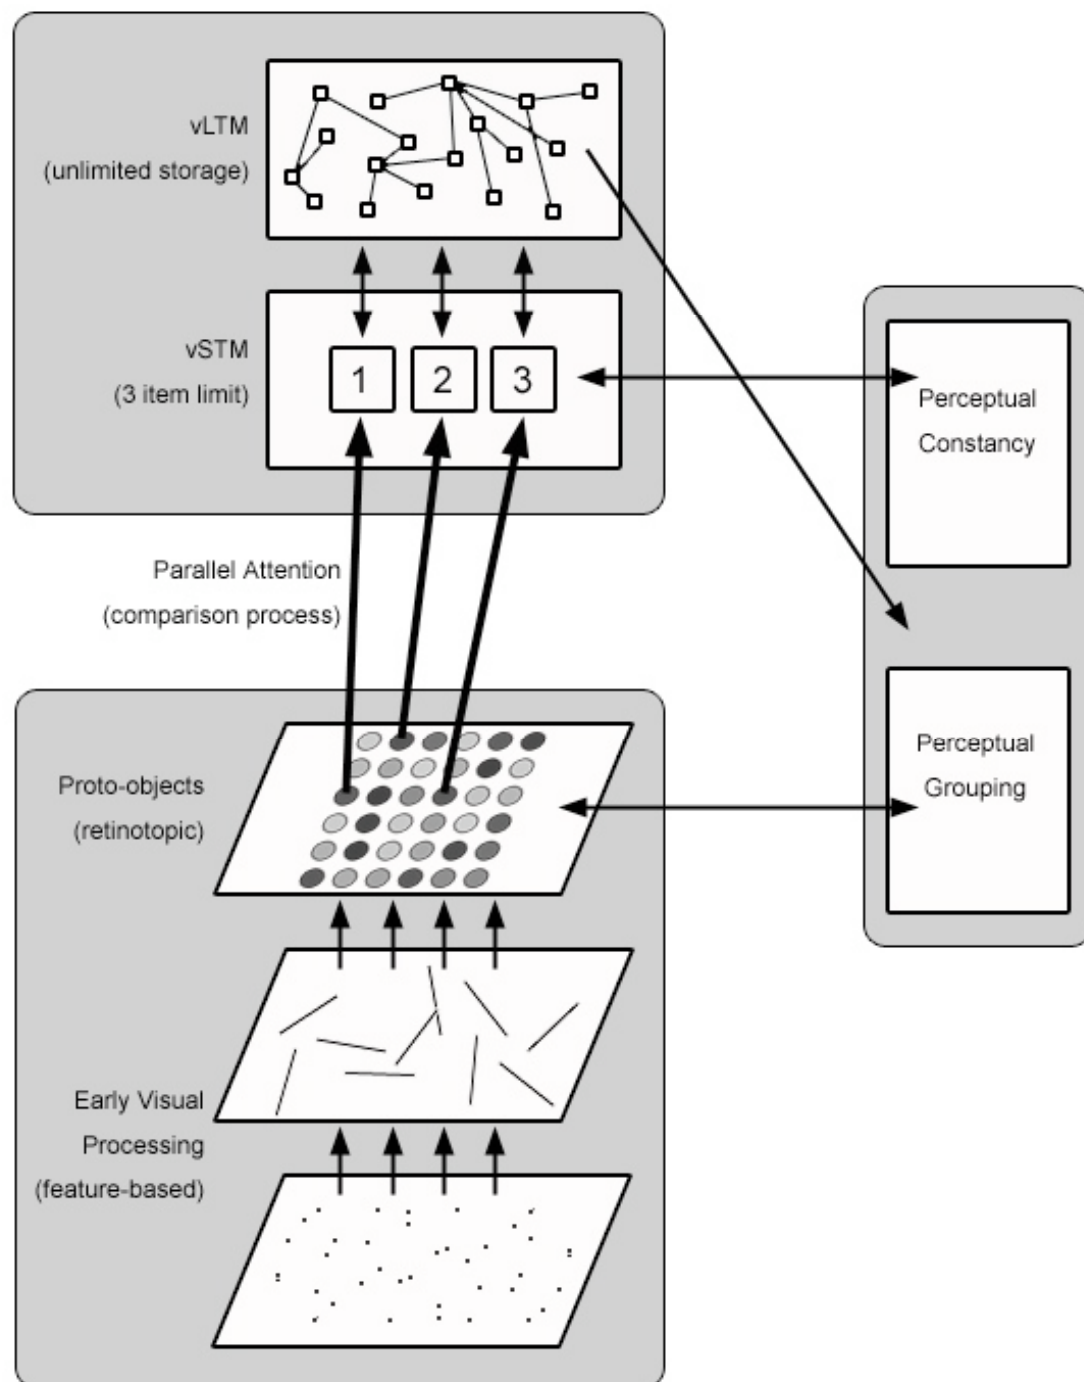 vLTM
(unlimited storage)
vSTM
(3 item limit)
1 2 3
Perceptual
Constancy
Parallel Attention
(comparison process)
Proto-objects
(retinotopic)
Perceptual
Grouping
Early Visual
Processing
(feature-based)